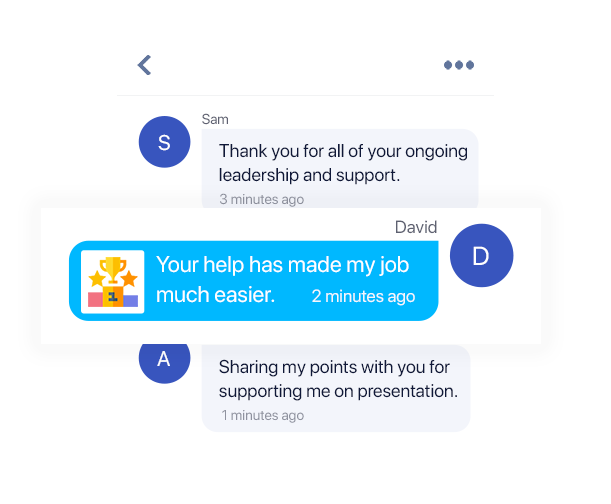 Sam
S
Thank you for all of your ongoing
leadership and support.
3 minutes ago
David
D
1
Your help has made my job
much easier. 2 minutes ago
A
Sharing my points with you for
supporting me on presentation.
1 minutes ago